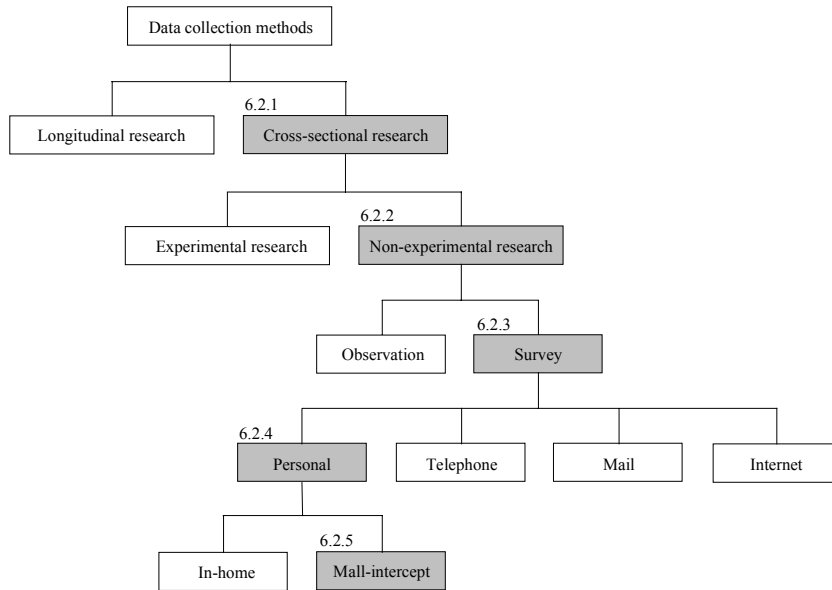 Data collection methods
6.2.1
Longitudinal research
Cross-sectional research
6.2.2
Experimental research
Non-experimental research
6.2.3
Observation
Survey
6.2.4
Personal
Telephone
Mail
Internet
6.2.5
In-home
Mall-intercept